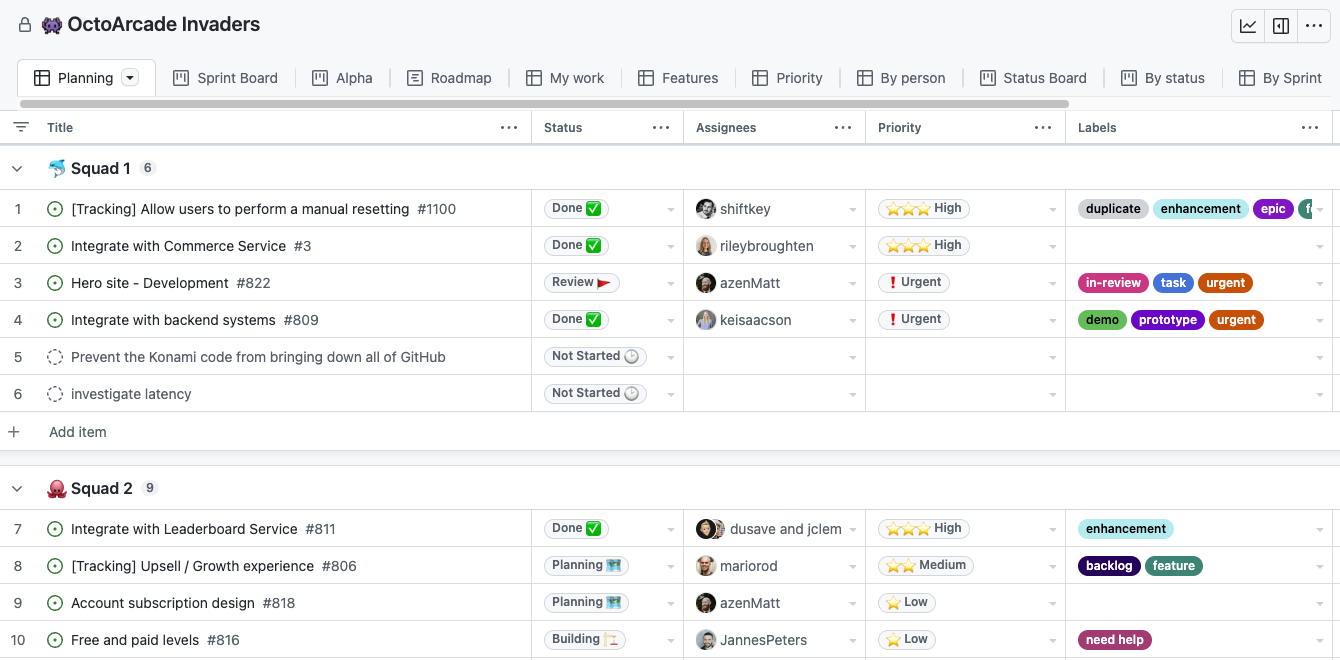 OctoArcade Invaders
Planning Sprint Board Alpha Roadmap My work Features Priority By person Status Board By status By Sprint
Title Status Assignees Priority Labels
Squad 1 6
1 [Tracking] Allow users to perform a manual resetting #1100 Done shiftkey High duplicate enhancement epic
2 Integrate with Commerce Service #3 Done rileybroughten High
3 Hero site - Development #822 Review azenMatt Urgent in-review task urgent
4 Integrate with backend systems #809 Done keisaacson Urgent demo prototype urgent
5 Prevent the Konami code from bringing down all of GitHub Not Started
6 investigate latency Not Started
Add item
Squad 2 9
7 Integrate with Leaderboard Service #811 Done dusave and jclem High enhancement
8 [Tracking] Upsell / Growth experience #806 Planning mariorod Medium backlog feature
9 Account subscription design #818 Planning azenMatt Low
10 Free and paid levels #816 Building JannesPeters Low need help